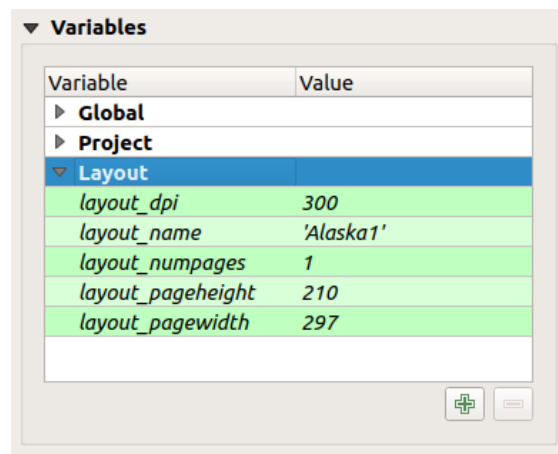 Variables
Variable Value
Global
Project
Layout
layout_dpi 300
layout_name 'Alaska1'
layout_numpages 1
layout_pageheight 210
layout_pagewidth 297